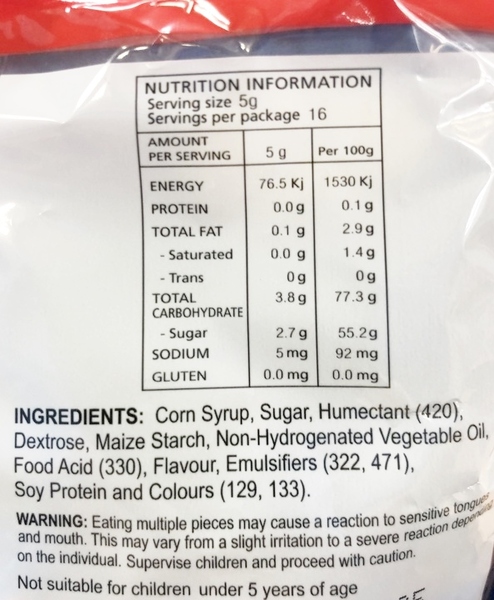 NUTRITION INFORMATION
Serving size 5g
Servings per package 16
AMOUNT PER SERVING 5 g Per 100g
ENERGY 76.5 Kj 1530 Kj
PROTEIN 0.0 g 0.1 g
TOTAL FAT 0.1 g 2.9 g
- Saturated 0.0 g 1.4 g
- Trans 0 g 0 g
TOTAL CARBOHYDRATE 3.8 g 77.3 g
- Sugar 2.7 g 55.2 g
SODIUM 5 mg 92 mg
GLUTEN 0.0 mg 0.0 mg
INGREDIENTS: Corn Syrup, Sugar, Humectant (420),
Dextrose, Maize Starch, Non-Hydrogenated Vegetable Oil,
Food Acid (330), Flavour, Emulsifiers (322, 471),
Soy Protein and Colours (129, 133).
WARNING: Eating multiple pieces may cause a reaction to sensitive tongues
and mouth. This may vary from a slight irritation to a severe reaction depending
on the individual. Supervise children and proceed with caution.
Not suitable for children under 5 years of age